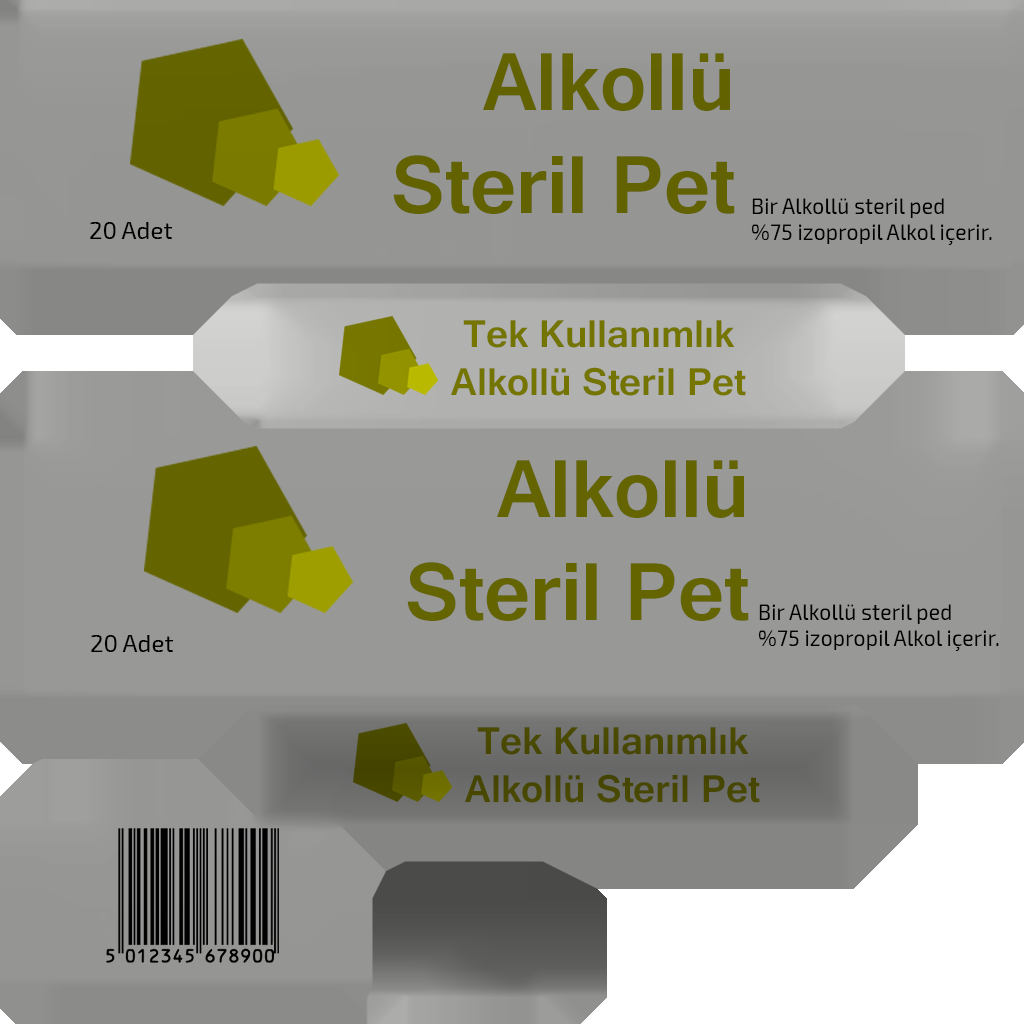 Alkollü
Steril Pet
20 Adet
Bir Alkollü steril ped
%75 izopropil Alkol içerir.
Tek Kullanımlık
Alkollü Steril Pet
Alkollü
Steril Pet
20 Adet
Bir Alkollü steril ped
%75 izopropil Alkol içerir.
Tek Kullanımlık
Alkollü Steril Pet
5 012345 678900